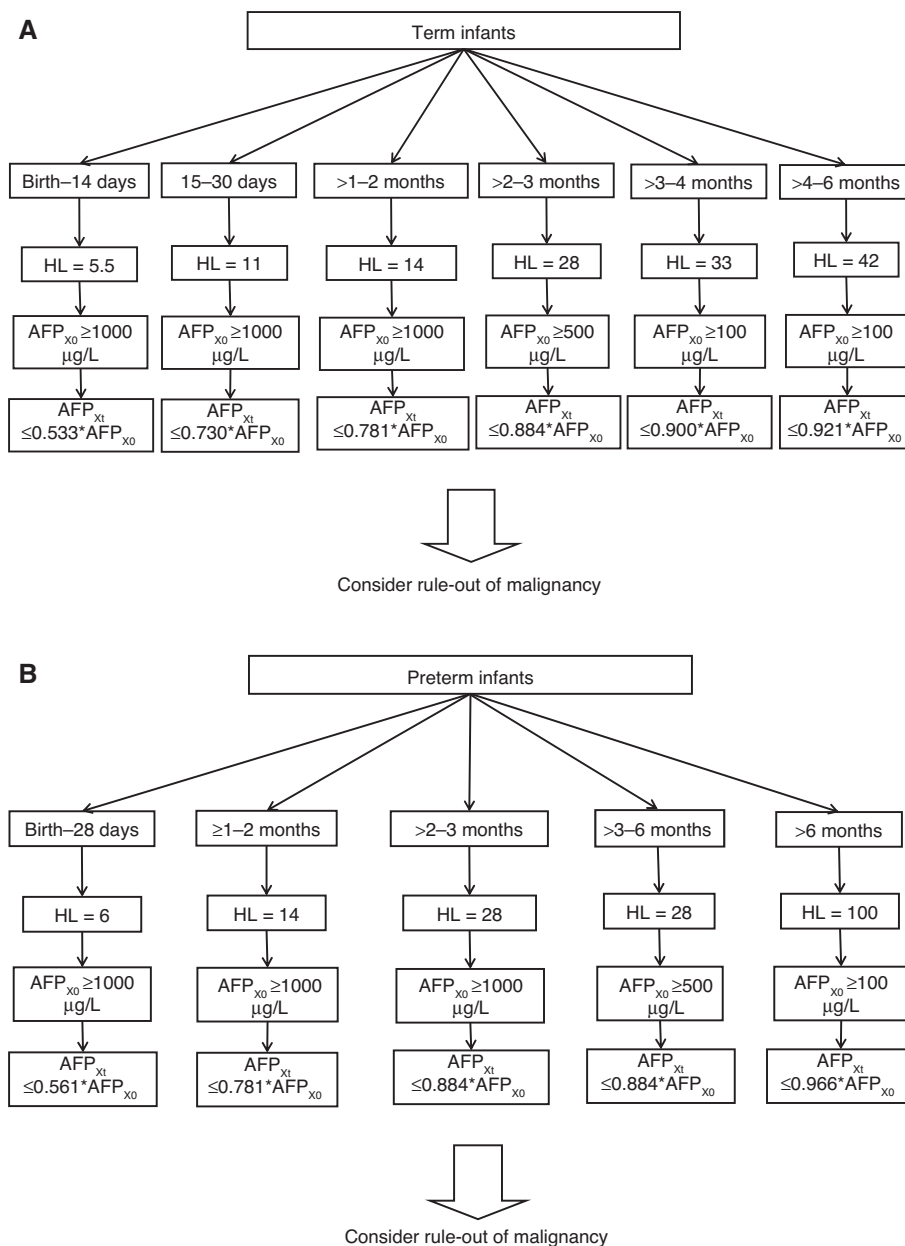 A
Term infants
Birth–14 days
15–30 days
>1–2 months
>2–3 months
>3–4 months
>4–6 months
HL = 5.5
HL = 11
HL = 14
HL = 28
HL = 33
HL = 42
AFPX0 ≥1000
μg/L
AFPX0 ≥1000
μg/L
AFPX0 ≥1000
μg/L
AFPX0 ≥500
μg/L
AFPX0 ≥100
μg/L
AFPX0 ≥100
μg/L
AFPXt
≤0.533*AFPX0
AFPXt
≤0.730*AFPX0
AFPXt
≤0.781*AFPX0
AFPXt
≤0.884*AFPX0
AFPXt
≤0.900*AFPX0
AFPXt
≤0.921*AFPX0
Consider rule-out of malignancy
B
Preterm infants
Birth–28 days
≥1–2 months
>2–3 months
>3–6 months
>6 months
HL = 6
HL = 14
HL = 28
HL = 28
HL = 100
AFPX0 ≥1000
μg/L
AFPX0 ≥1000
μg/L
AFPX0 ≥1000
μg/L
AFPX0 ≥500
μg/L
AFPX0 ≥100
μg/L
AFPXt
≤0.561*AFPX0
AFPXt
≤0.781*AFPX0
AFPXt
≤0.884*AFPX0
AFPXt
≤0.884*AFPX0
AFPXt
≤0.966*AFPX0
Consider rule-out of malignancy